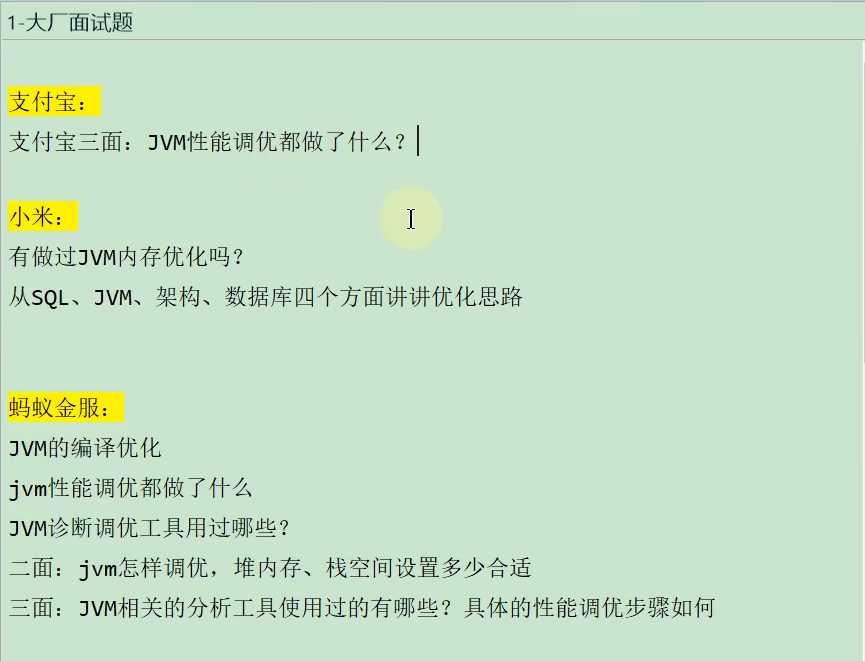 1-大厂面试题
支付宝：
支付宝三面：JVM性能调优都做了什么？
小米：
有做过JVM内存优化吗？
从SQL、JVM、架构、数据库四个方面讲讲优化思路
蚂蚁金服：
JVM的编译优化
jvm性能调优都做了什么
JVM诊断调优工具用过哪些？
二面：jvm怎样调优，堆内存、栈空间设置多少合适
三面：JVM相关的分析工具使用过的有哪些？具体的性能调优步骤如何